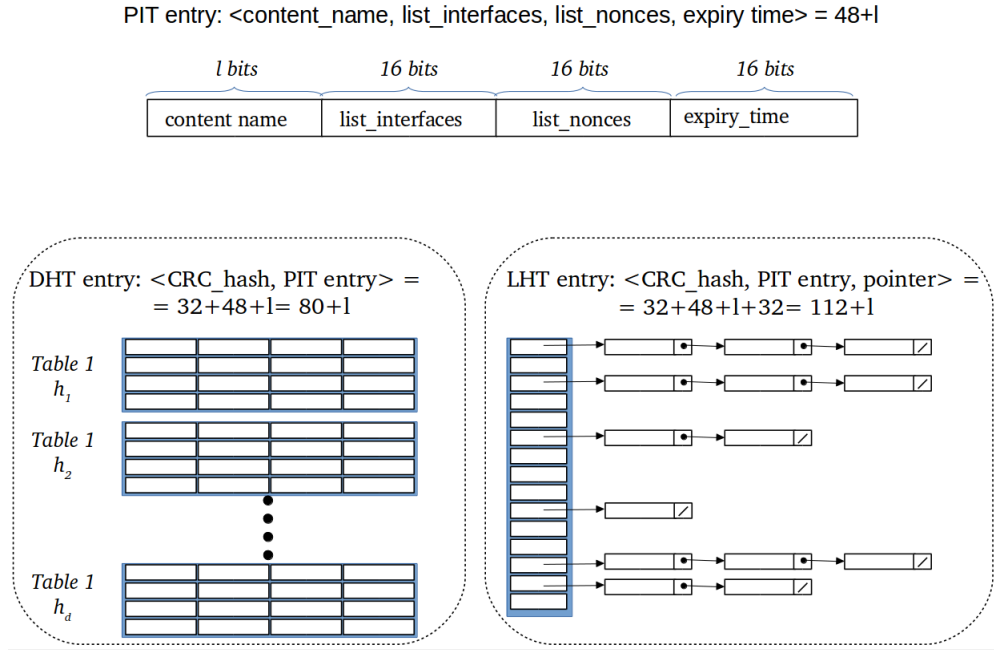 PIT entry: <content_name, list_interfaces, list_nonces, expiry time> = 48+l
l bits 16 bits 16 bits 16 bits
content name list_interfaces list_nonces expiry_time
DHT entry: <CRC_hash, PIT entry> =
= 32+48+l= 80+l
Table 1
h1
Table 1
h2
Table 1
hd
LHT entry: <CRC_hash, PIT entry, pointer> =
= 32+48+l+32= 112+l